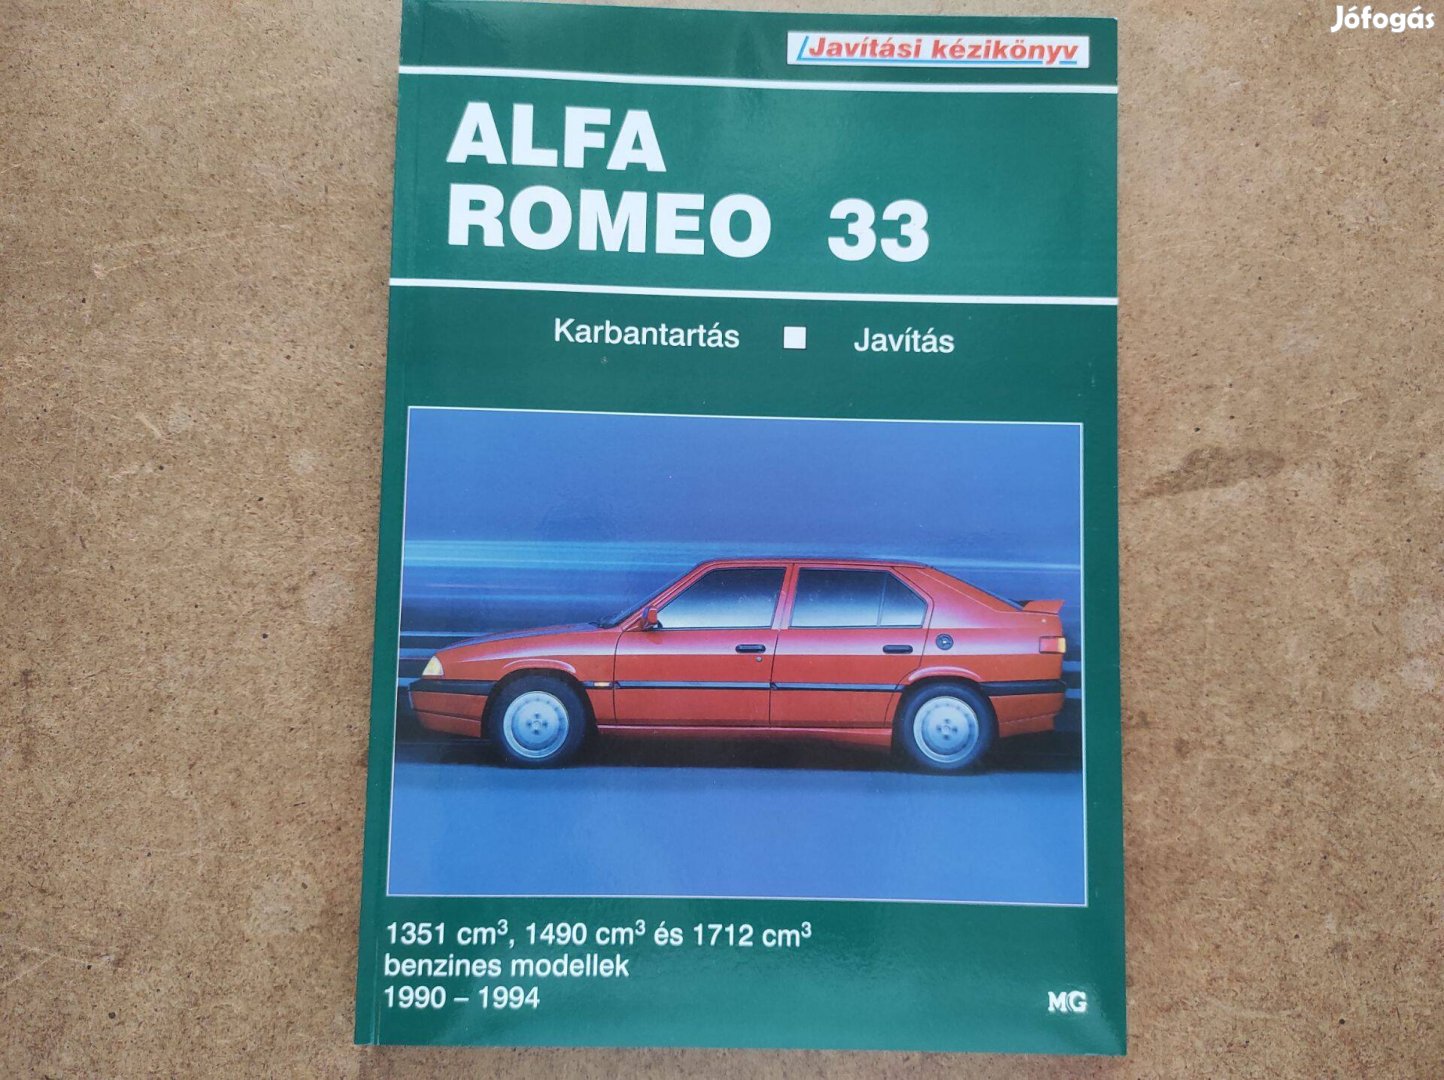 Jófogás
Javítási kézikönyv
ALFA
ROMEO 33
Karbantartás ■ Javítás
1351 cm³, 1490 cm³ és 1712 cm³
benzines modellek
1990 – 1994
MG